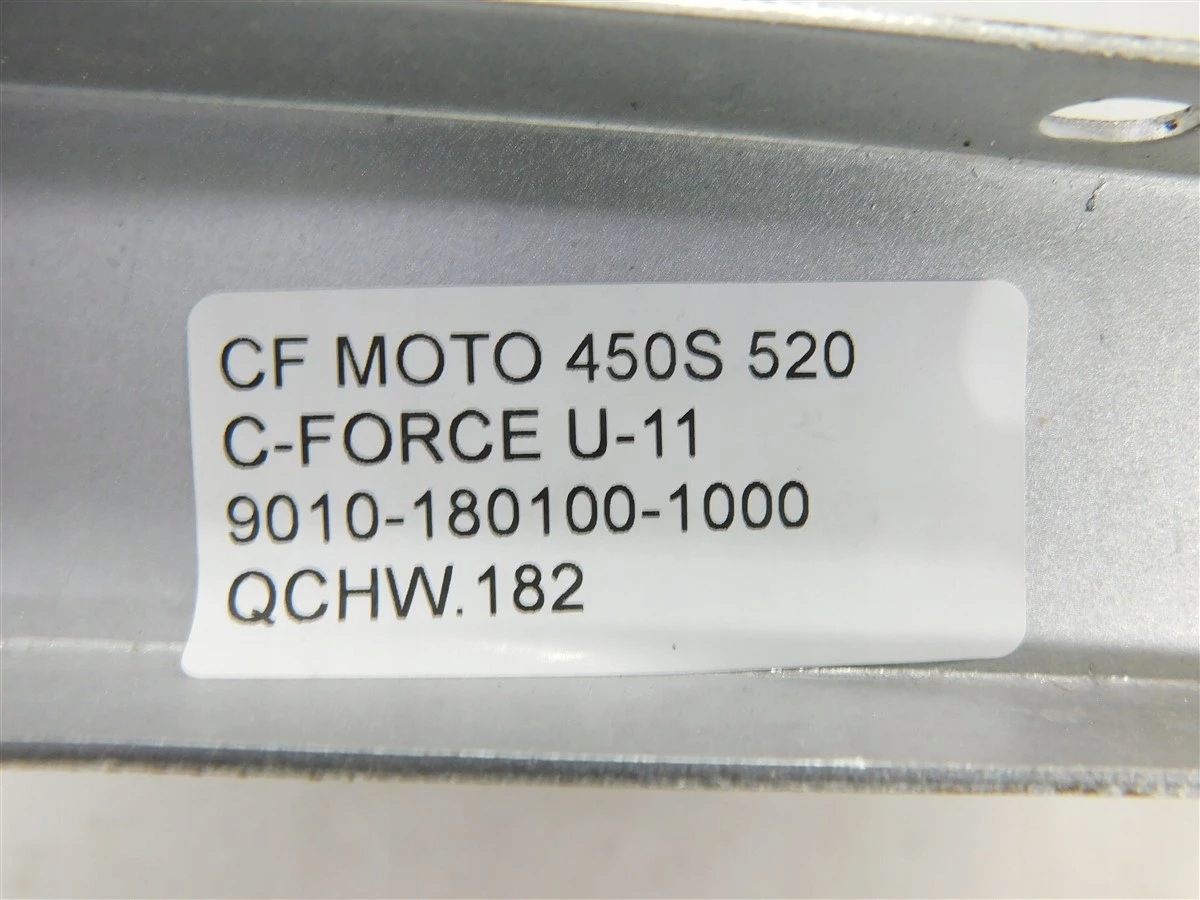 CF MOTO 450S 520
C-FORCE U-11
9010-180100-1000
QCHW.182